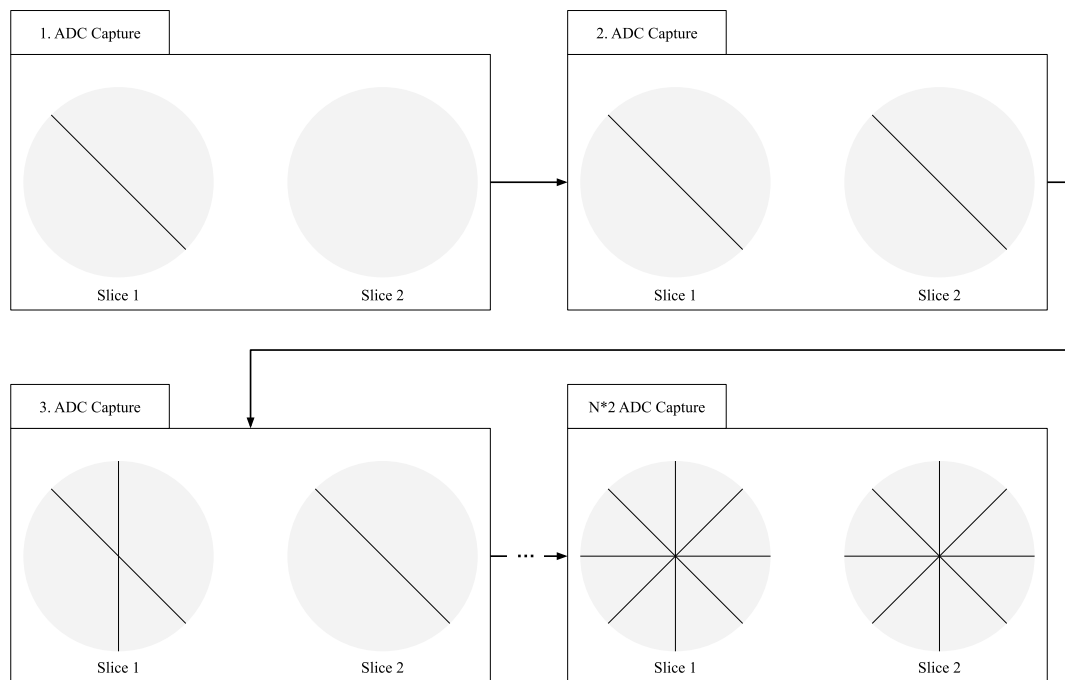 1. ADC Capture
Slice 1
Slice 2
2. ADC Capture
Slice 1
Slice 2
3. ADC Capture
Slice 1
Slice 2
...
N*2 ADC Capture
Slice 1
Slice 2